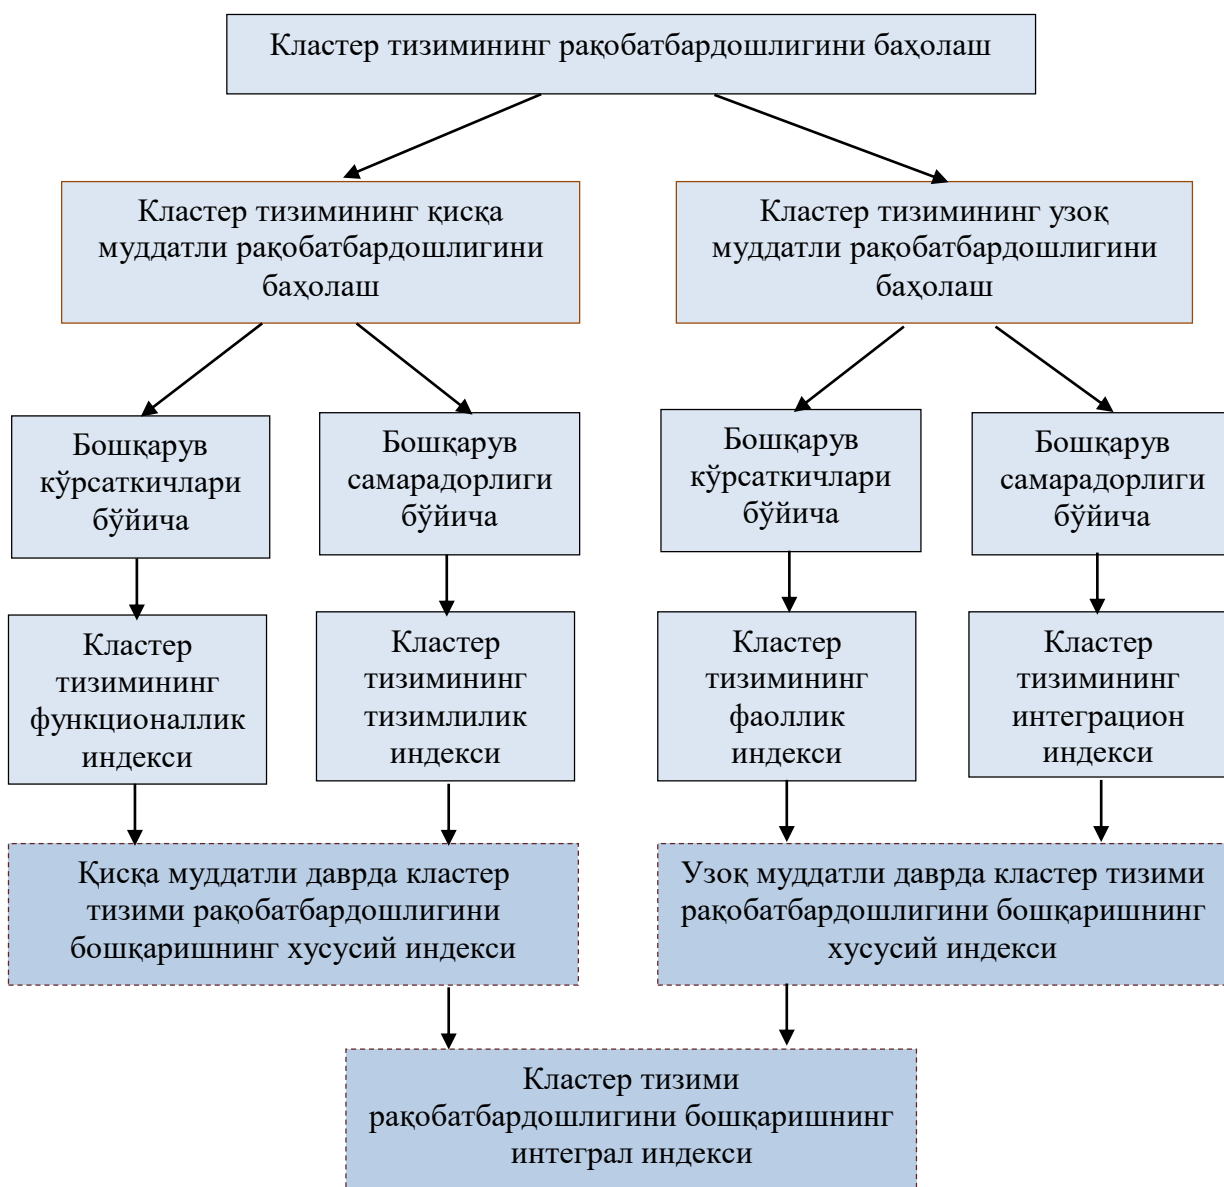 Кластер тизимининг рақобатбардошлигини баҳолаш
Кластер тизимининг қисқа
муддатли рақобатбардошлигини
баҳолаш
Кластер тизимининг узоқ
муддатли рақобатбардошлигини
баҳолаш
Бошқарув
кўрсаткичлари
бўйича
Бошқарув
самарадорлиги
бўйича
Бошқарув
кўрсаткичлари
бўйича
Бошқарув
самарадорлиги
бўйича
Кластер
тизимининг
функционаллик
индекси
Кластер
тизимининг
тизимлилик
индекси
Кластер
тизимининг
фаоллик
индекси
Кластер
тизимининг
интеграцион
индекси
Қисқа муддатли даврда кластер
тизими рақобатбардошлигини
бошқаришнинг хусусий индекси
Узоқ муддатли даврда кластер тизими
рақобатбардошлигини бошқаришнинг
хусусий индекси
Кластер тизими
рақобатбардошлигини бошқаришнинг
интеграл индекси